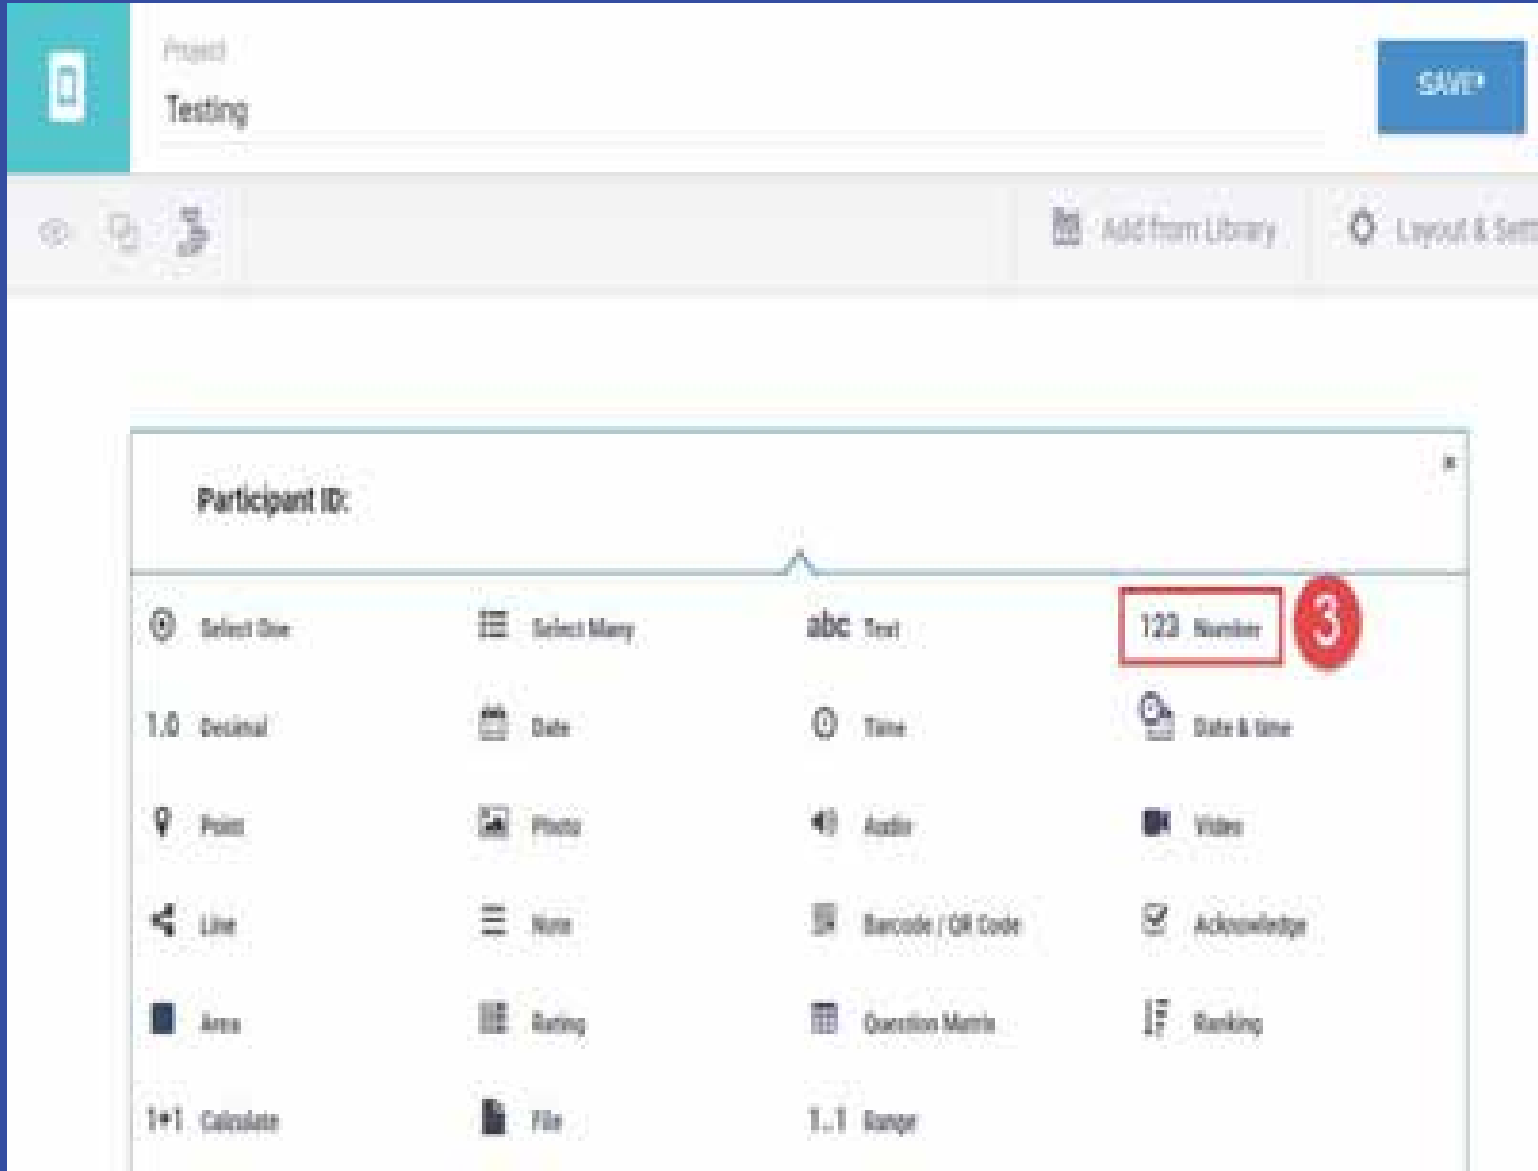 Project
Testing
SAVE*
Add from Library
Layout & Sett
×
Participant ID:
Select One
Select Many
abc Text
123 Number
3
1.0 Decimal
Date
Time
Date & time
Point
Photo
Audio
Video
Line
Note
Barcode / QR Code
Acknowledge
Area
Rating
Question Matrix
Ranking
1+1 Calculate
File
1..1 Range